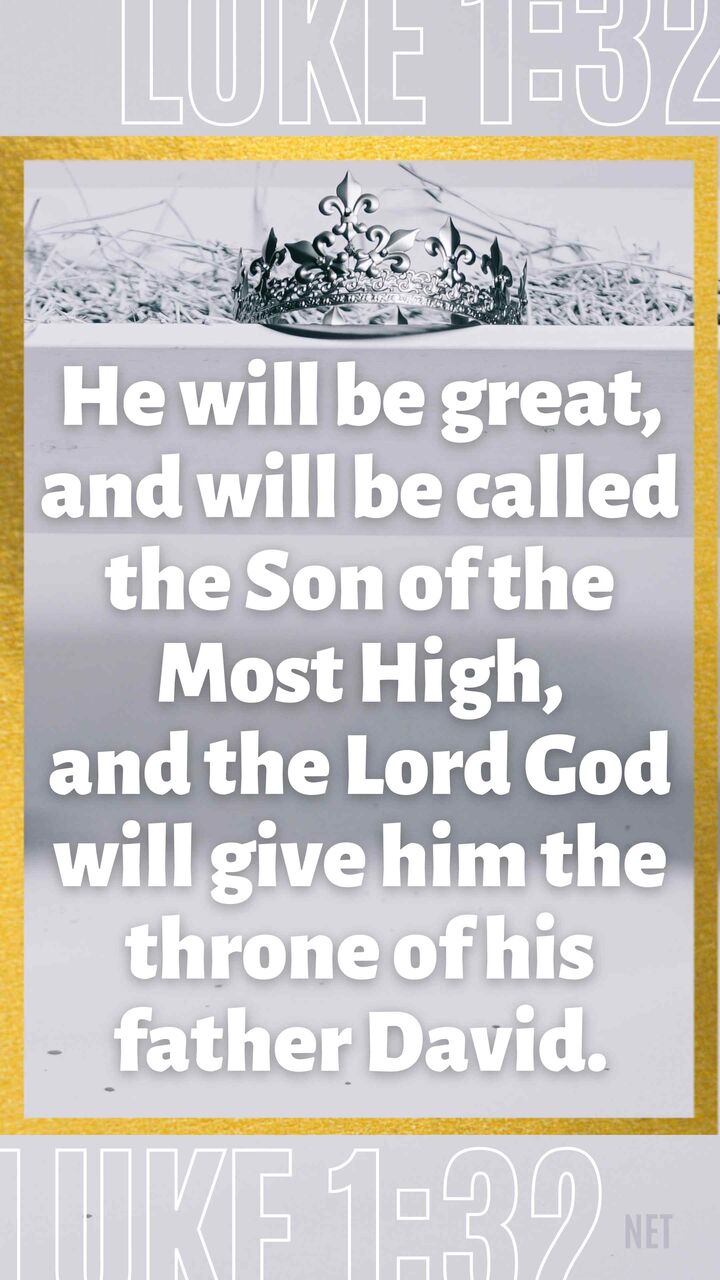 LUKE 1:32
He will be great,
and will be called
the Son of the
Most High,
and the Lord God
will give him the
throne of his
father David.
LUKE 1:32
NET